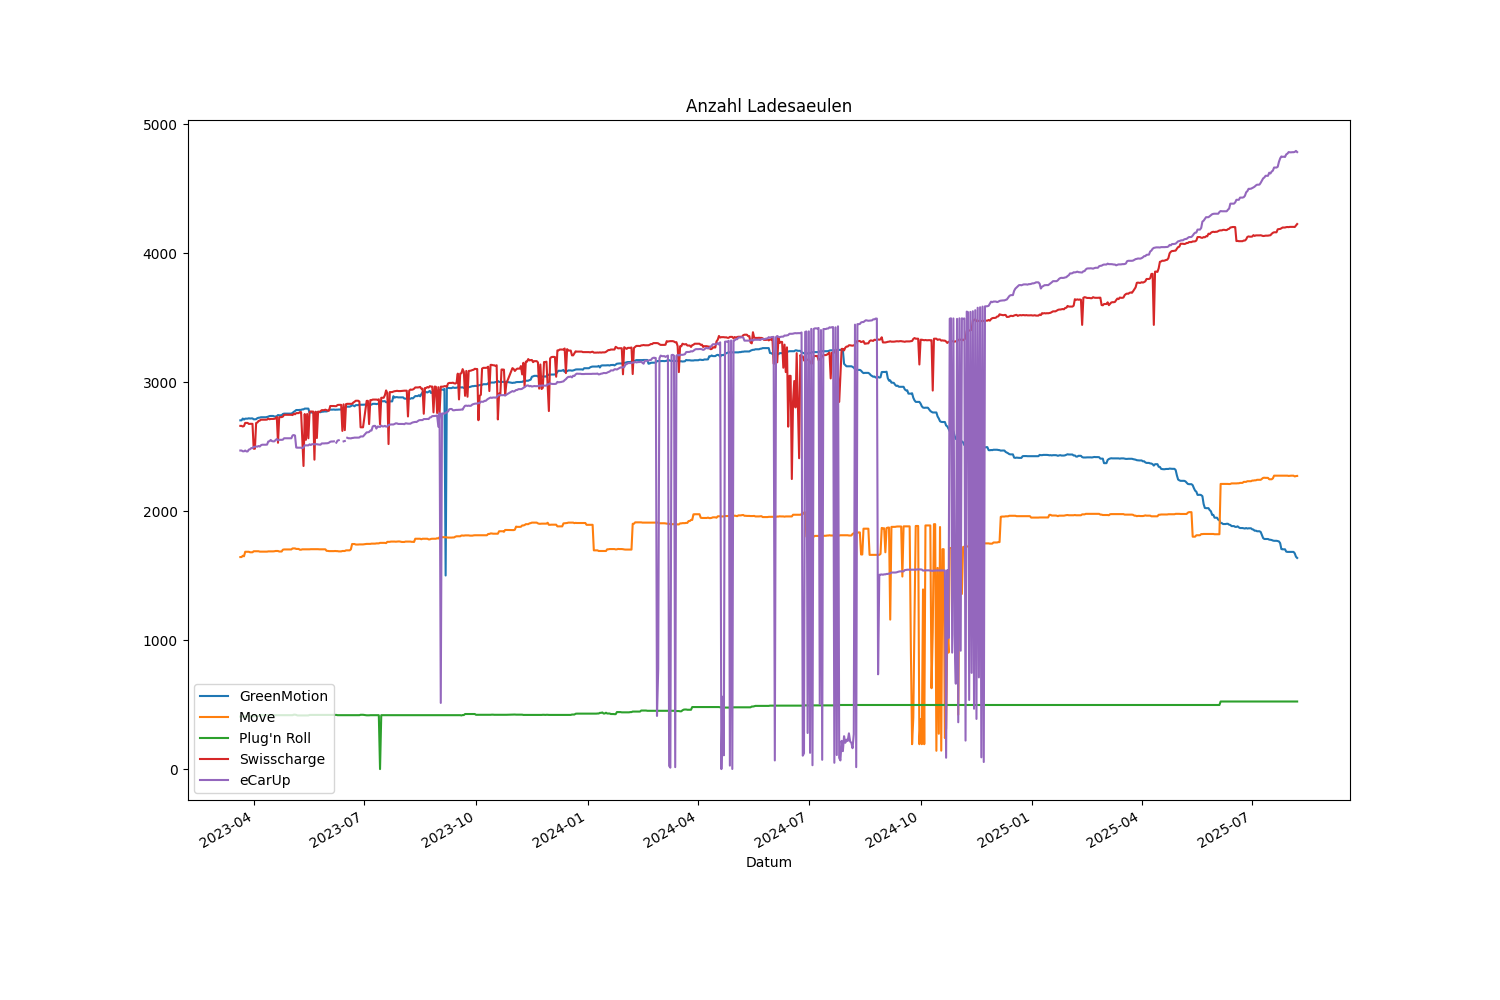 Anzahl Ladesaeulen
5000
4000
3000
2000
1000
0
GreenMotion
Move
Plug'n Roll
Swisscharge
eCarUp
2023-04
2023-07
2023-10
2024-01
2024-04
2024-07
2024-10
2025-01
2025-04
2025-07
Datum